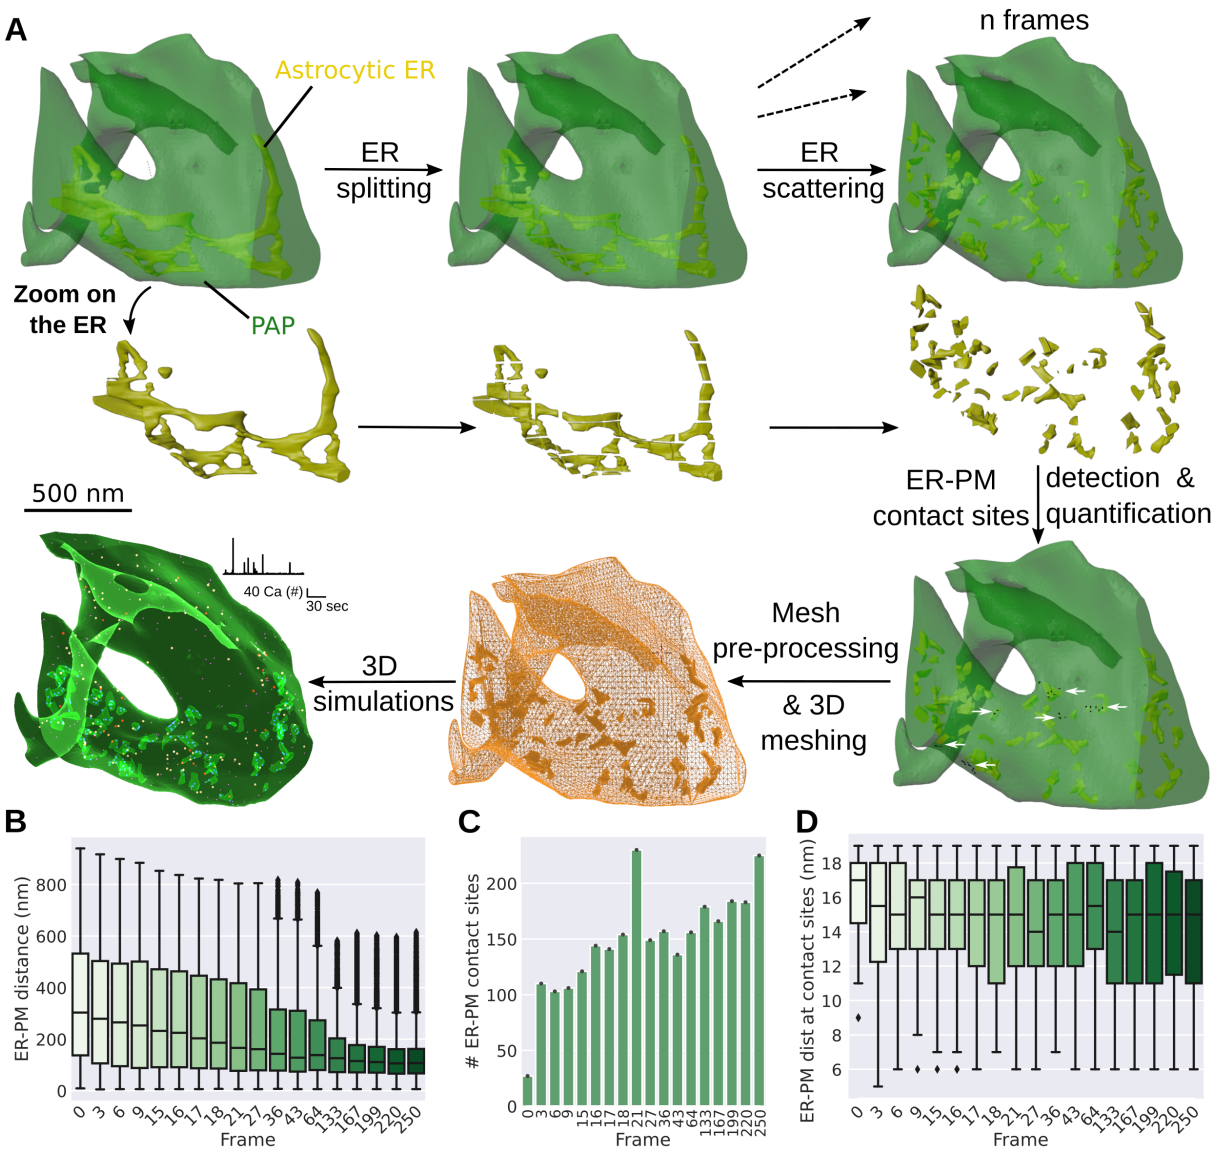 A
n frames
Astrocytic ER
ER
splitting
ER
scattering
Zoom on
the ER
PAP
500 nm
ER-PM
contact sites
detection &
quantification
40 Ca (#)
30 sec
3D
simulations
Mesh
pre-processing
& 3D
meshing
B
ER-PM distance (nm)
800
600
400
200
0
0 3 6 9 15 16 17 18 21 27 36 43 64 133 167 199 220 250
Frame
C
# ER-PM contact sites
200
150
100
50
0
0 3 6 9 15 16 17 18 21 27 36 43 64 133 167 199 220 250
Frame
D
ER-PM dist at contact sites (nm)
18
16
14
12
10
8
6
0 3 6 9 15 16 17 18 21 27 36 43 64 133 167 199 220 250
Frame